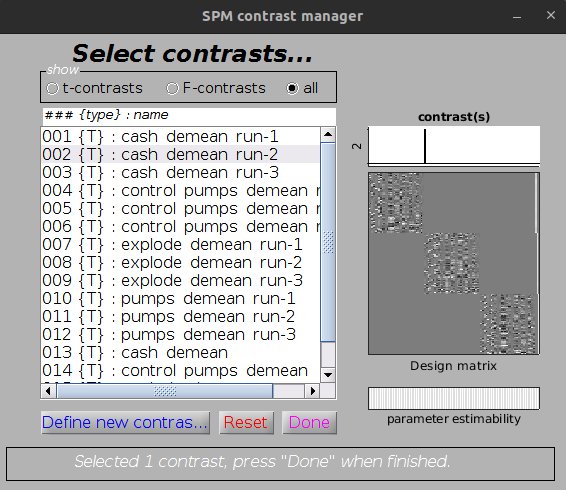 SPM contrast manager
Select contrasts...
show
t-contrasts F-contrasts all
### {type} : name
001 {T} : cash demean run-1
002 {T} : cash demean run-2
003 {T} : cash demean run-3
004 {T} : control pumps demean r
005 {T} : control pumps demean r
006 {T} : control pumps demean r
007 {T} : explode demean run-1
008 {T} : explode demean run-2
009 {T} : explode demean run-3
010 {T} : pumps demean run-1
011 {T} : pumps demean run-2
012 {T} : pumps demean run-3
013 {T} : cash demean
014 {T} : control pumps demean
contrast(s)
2
Design matrix
parameter estimability
Define new contras... Reset Done
Selected 1 contrast, press "Done" when finished.